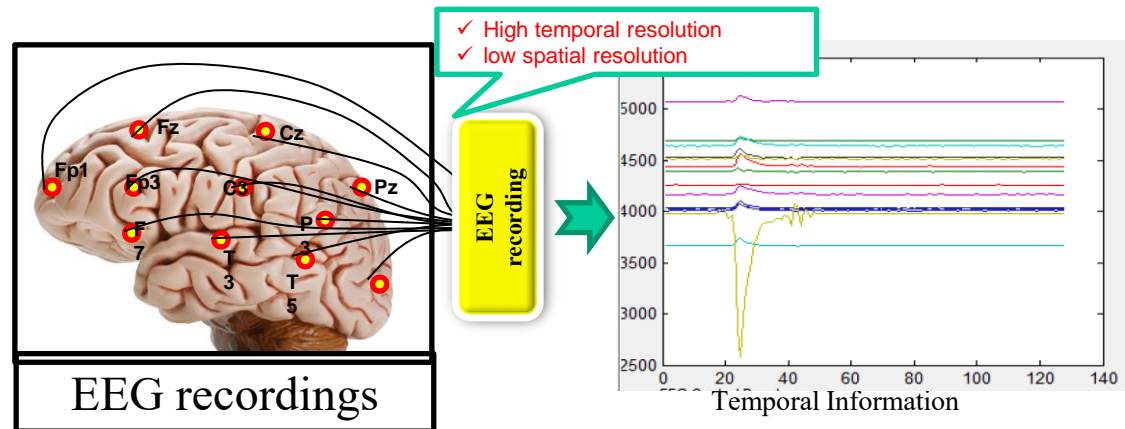 ✓ High temporal resolution
✓ low spatial resolution
Fz
Cz
Fp1
Fp3
C3
Pz
F
7
P
3
T
3
T
5
EEG
recording
EEG recordings
5000
4500
4000
3500
3000
2500
0 20 40 60 80 100 120 140
Temporal Information